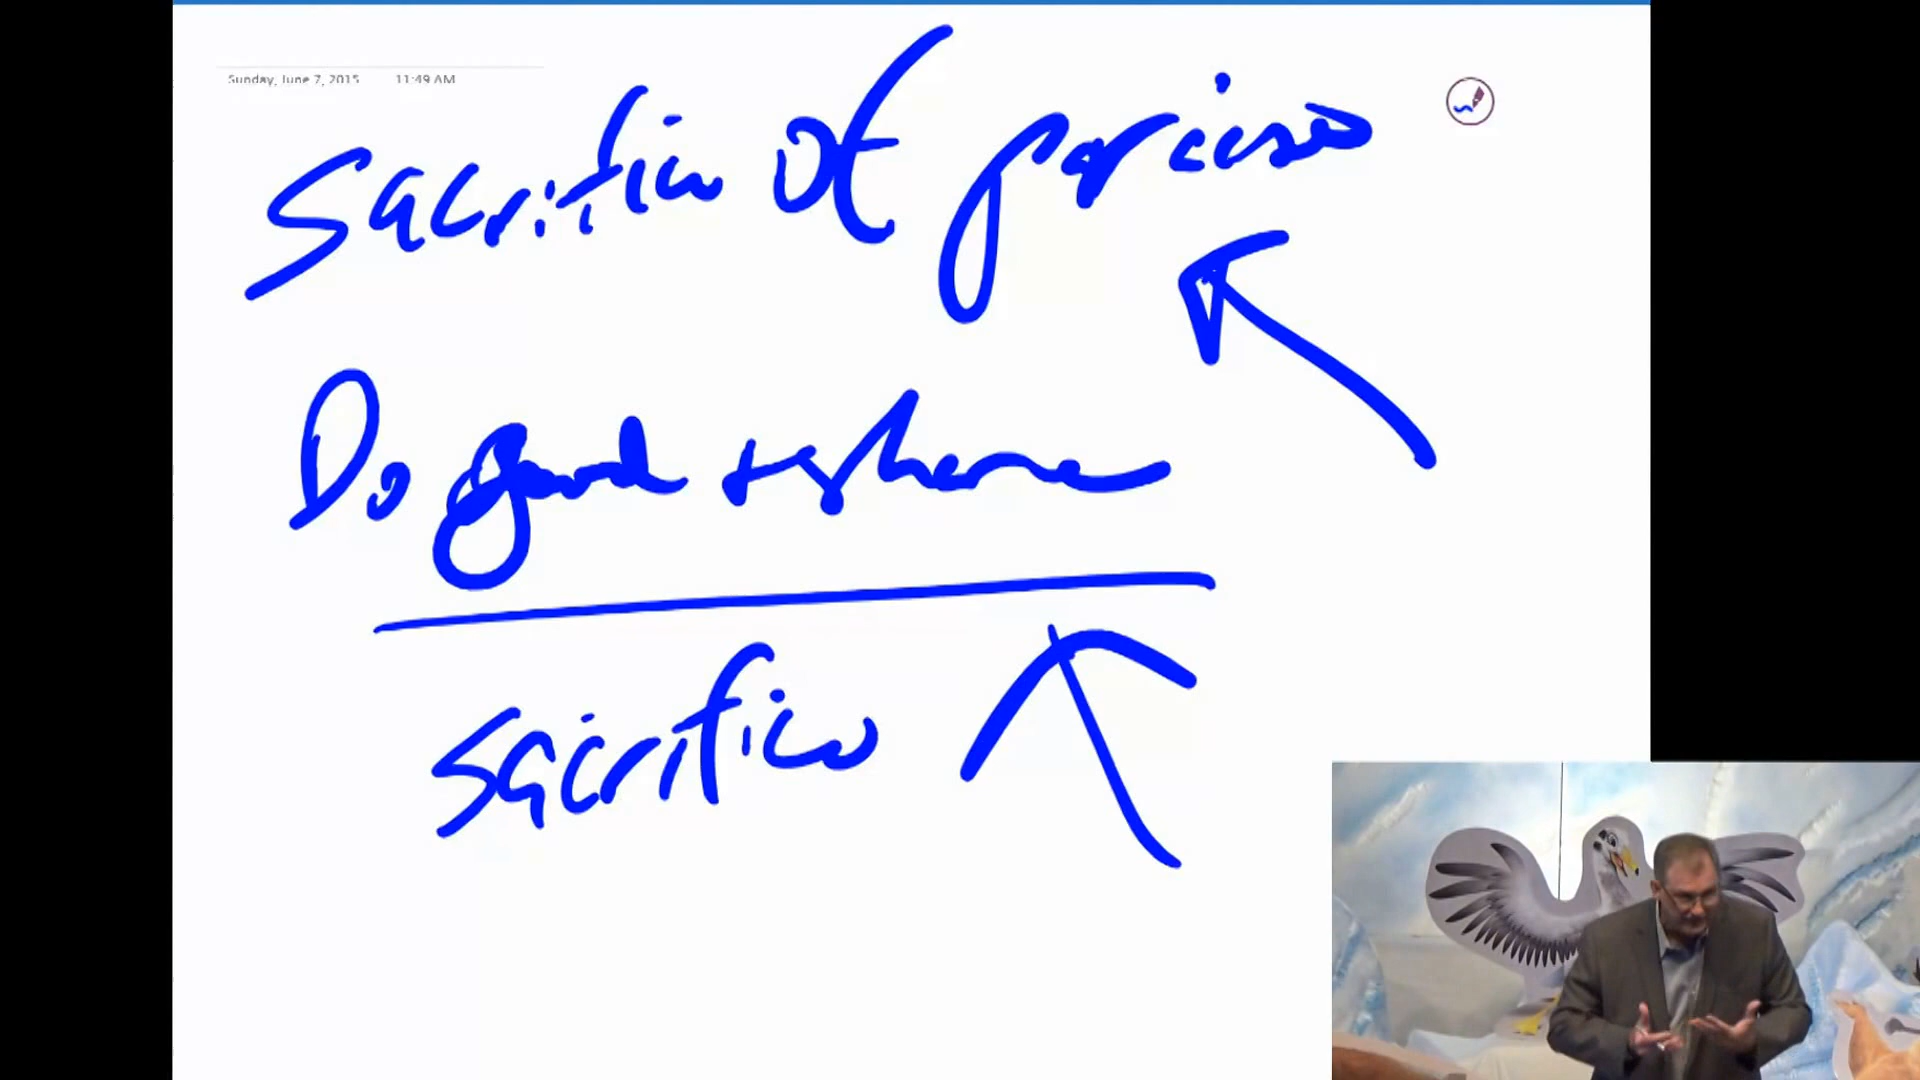 Sunday, June 7, 2015 11:49 AM
Sacrifice of praise
Do good + share
sacrifice